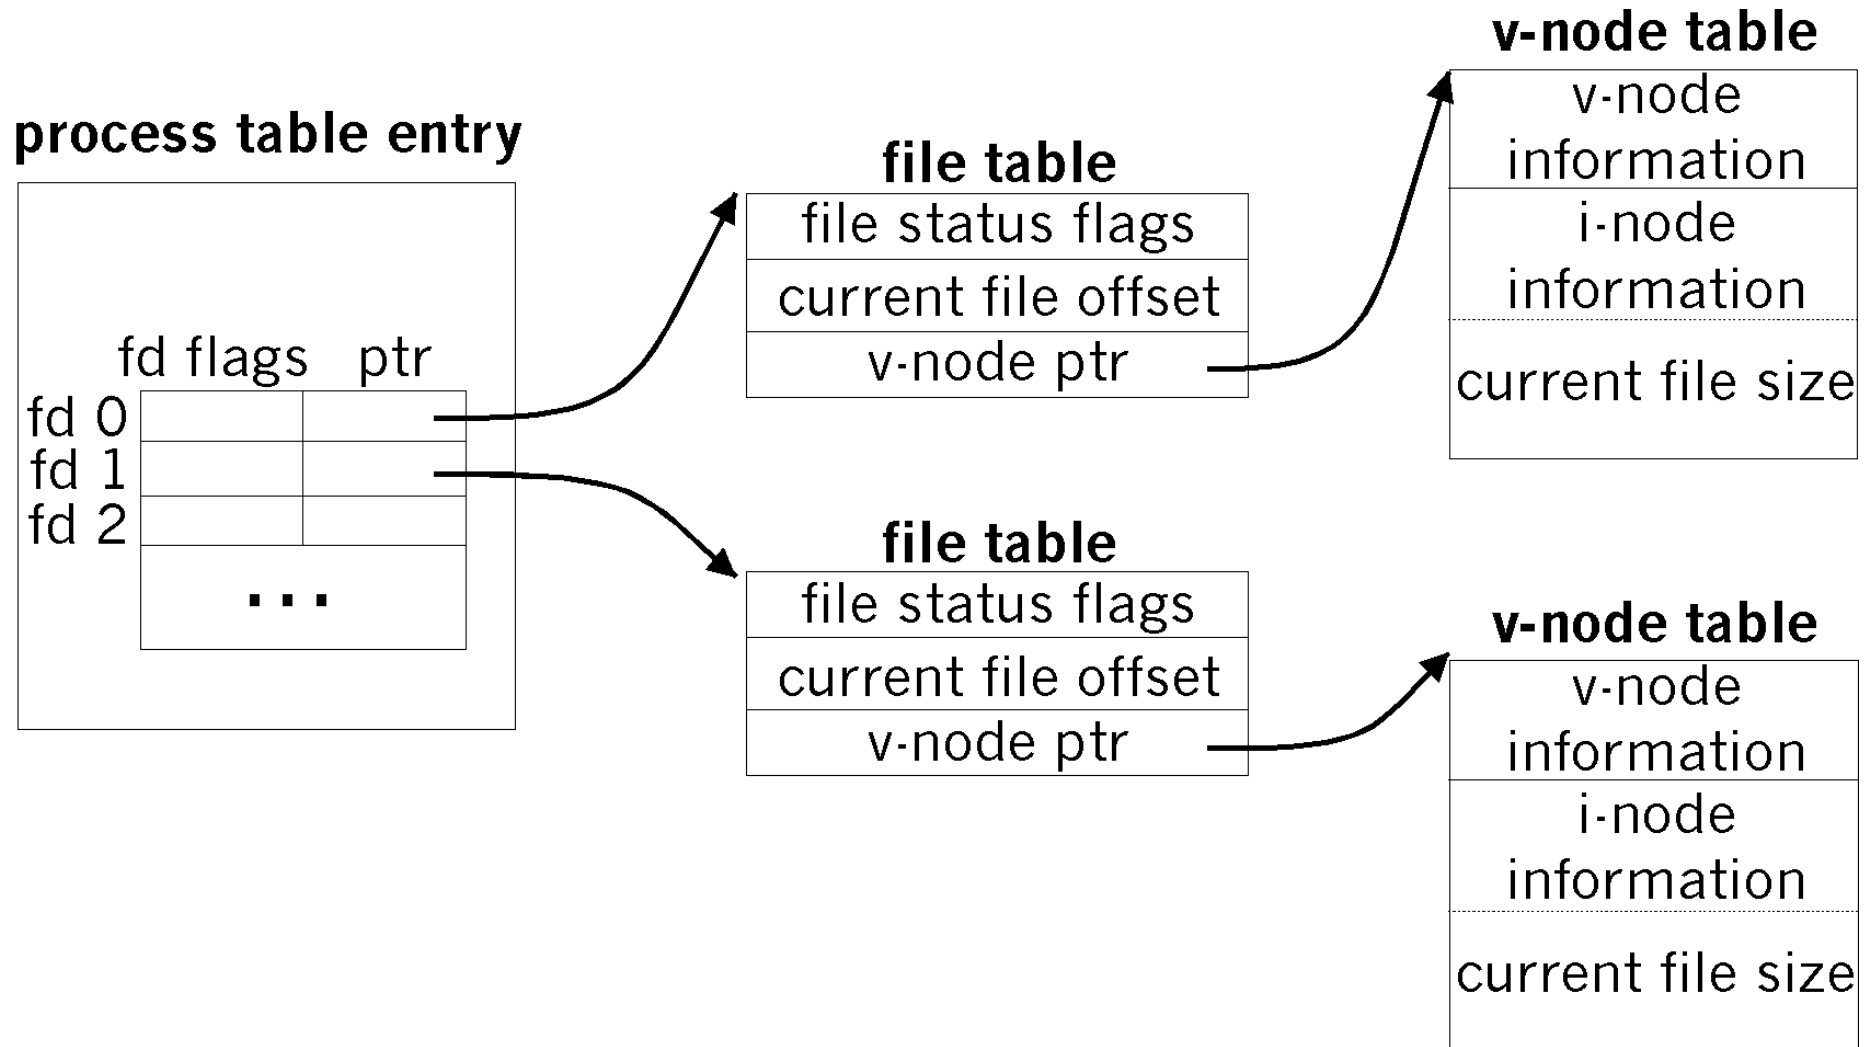 process table entry
fd flags ptr
fd 0
fd 1
fd 2
...
file table
file status flags
current file offset
v-node ptr
file table
file status flags
current file offset
v-node ptr
v-node table
v-node
information
i-node
information
current file size
v-node table
v-node
information
i-node
information
current file size